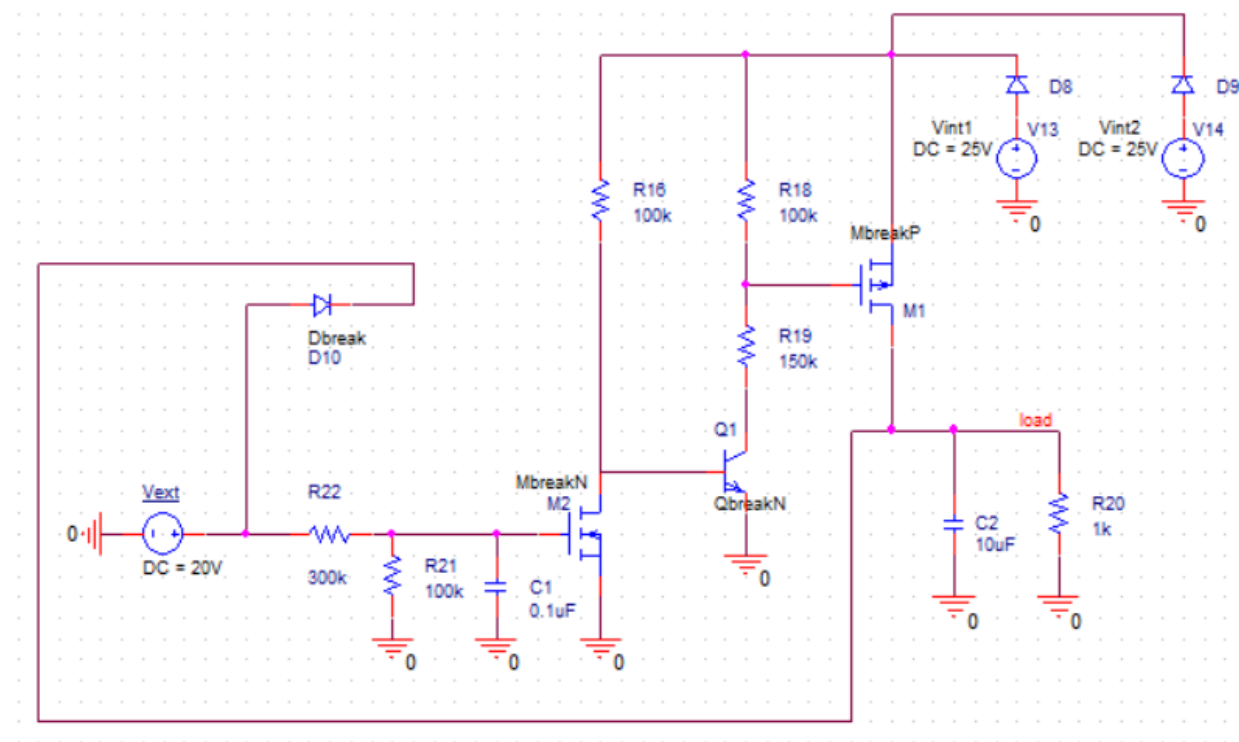 D8
D9
Vint1
V13
DC = 25V
Vint2
V14
DC = 25V
0
0
R16
100k
R18
100k
MbreakP
M1
Dbreak
D10
R19
150k
load
Q1
QbreakN
MbreakN
M2
Vext
0
DC = 20V
R22
300k
R21
100k
C1
0.1uF
C2
10uF
R20
1k
0
0
0
0
0
0